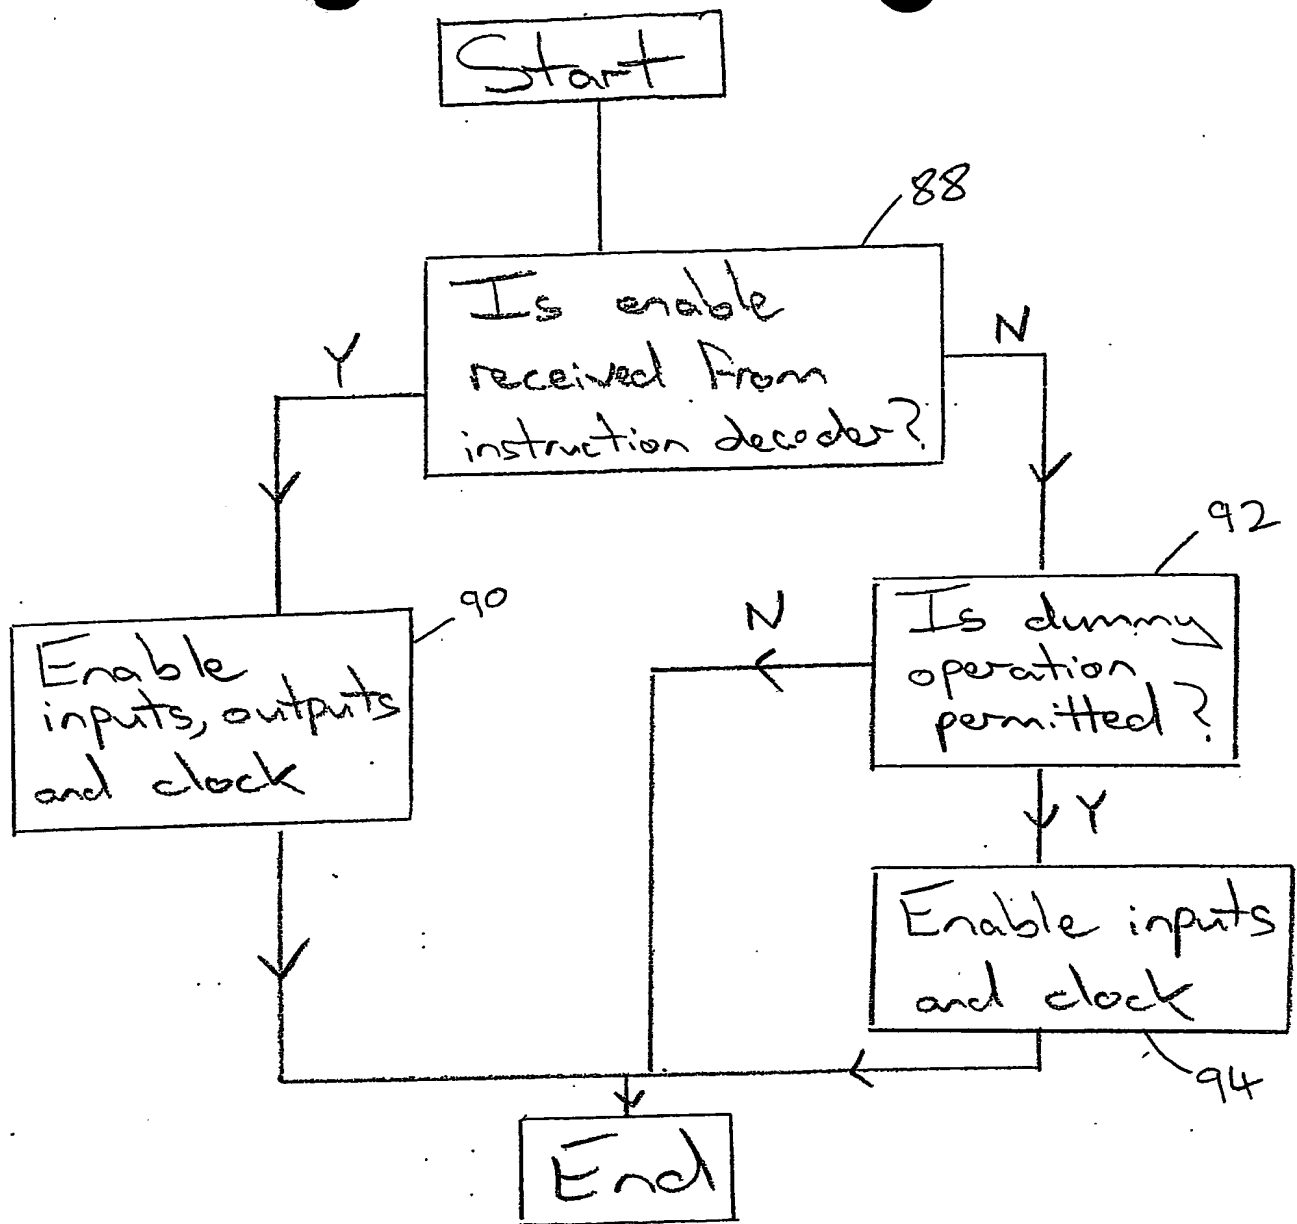 Start
88
Is enable
received From
instruction decoder?
Y
N
92
90
Enable
inputs, outputs
and clock
N
Is dummy
operation
permitted?
Y
Enable inputs
and clock
94
End